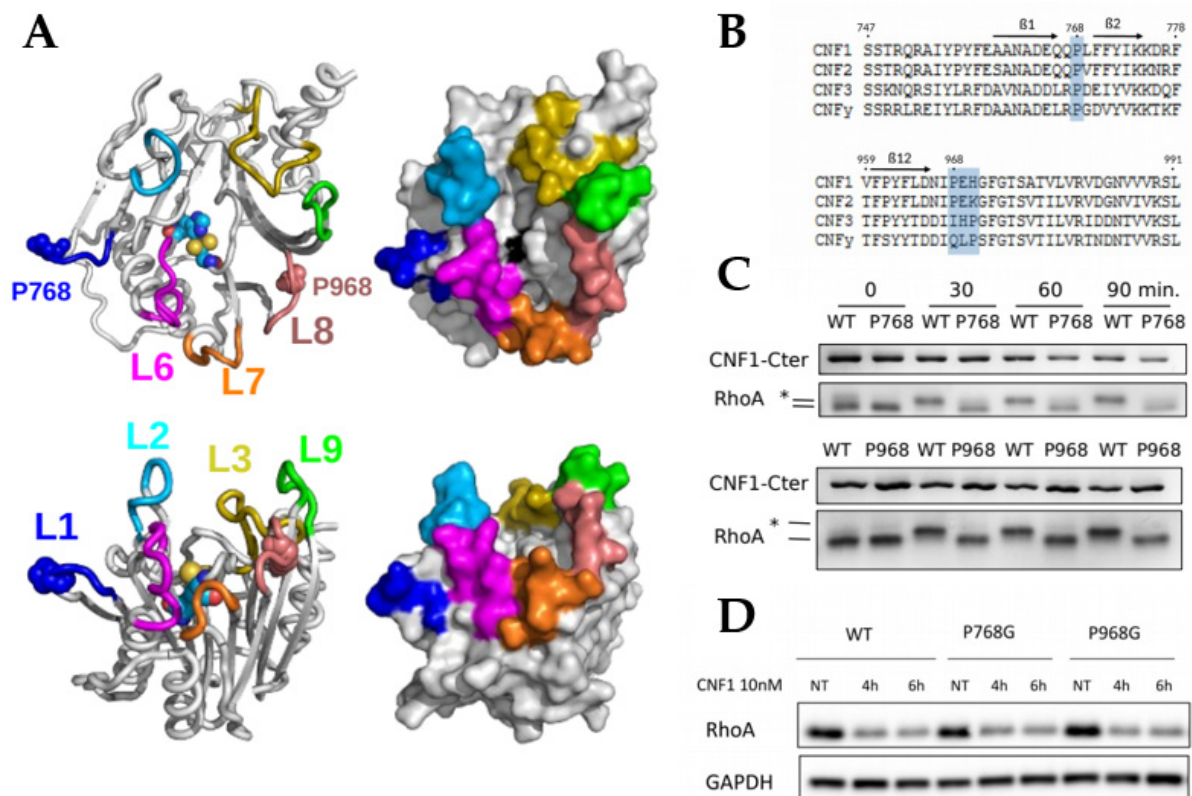 A
P768
P968
L8
L6
L7
L2
L3
L9
L1
B
747 ß1 768 ß2 778
CNF1 SSTRQRAIYPYFEAANADEQQPLFFYIKKDRF
CNF2 SSTRQRAIYPYFESANADEQQPVFFYIKKNRF
CNF3 SSKNQRSIYLRFDAVNADDLRPDEIYVKKDQF
CNFy SSRRLREIYLRFDAANADELRPGDVYVKKTKF
959 ß12 968 991
CNF1 VFPYFLDNIPEHGFGTSATVLVRVDGNVVVRSL
CNF2 TFPYFLDNIPEKGFGTSVTILVRVDGNVVVKSL
CNF3 TFPYYTDDIIHPGFGTSVTILVRIDDNTVVKSL
CNFy TFSYYTDDIQLPSFGTSVTILVRTNDNTVVKSL
C
0 30 60 90 min.
WT P768 WT P768 WT P768 WT P768
CNF1-Cter
RhoA *
WT P968 WT P968 WT P968 WT P968
CNF1-Cter
RhoA *
D
WT P768G P968G
CNF1 10nM NT 4h 6h NT 4h 6h NT 4h 6h
RhoA
GAPDH